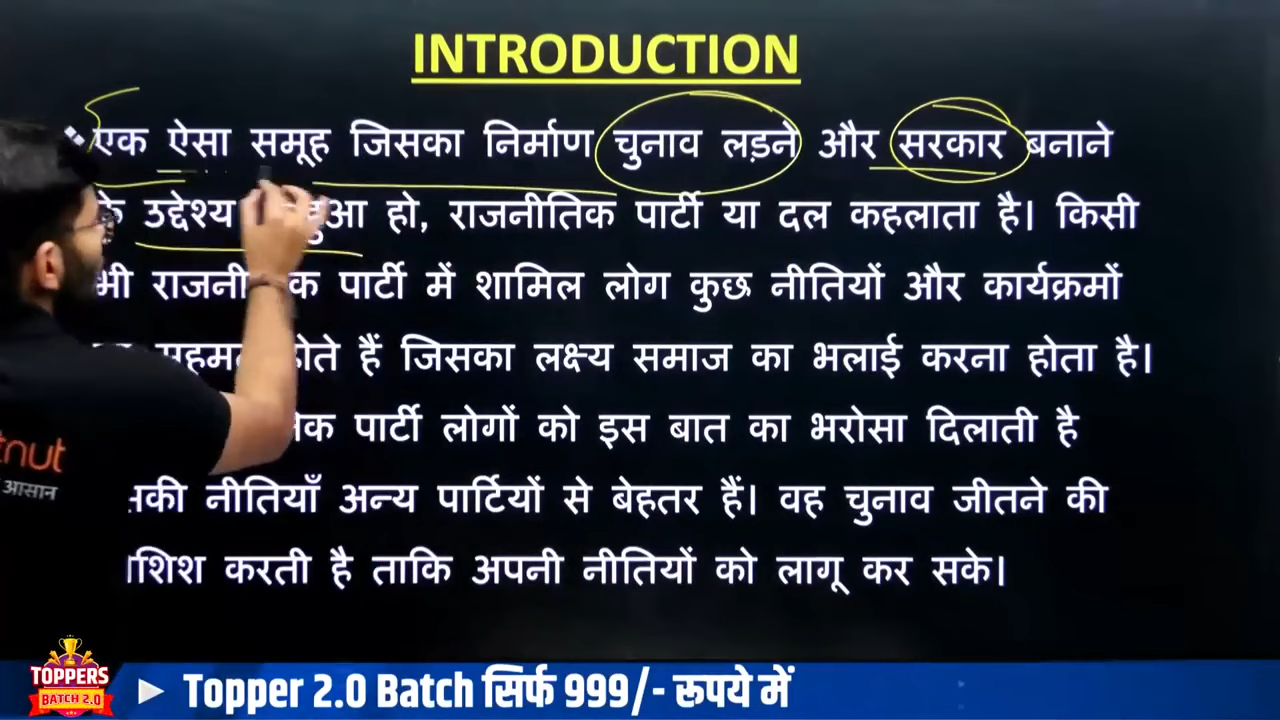 INTRODUCTION
एक ऐसा समूह जिसका निर्माण चुनाव लड़ने और सरकार बनाने
उद्देश्य हो, राजनीतिक पार्टी या दल कहलाता है। किसी
भी पार्टी में शामिल लोग कुछ नीतियों और कार्यक्रमों
होते हैं जिसका लक्ष्य समाज का भलाई करना होता है।
पार्टी लोगों को इस बात का भरोसा दिलाती है
नीतियाँ अन्य पार्टियों से बेहतर हैं। वह चुनाव जीतने की
करती है ताकि अपनी नीतियों को लागू कर सके।
आसान
TOPPERS
BATCH 2.0
Topper 2.0 Batch सिर्फ 999/- रूपये में